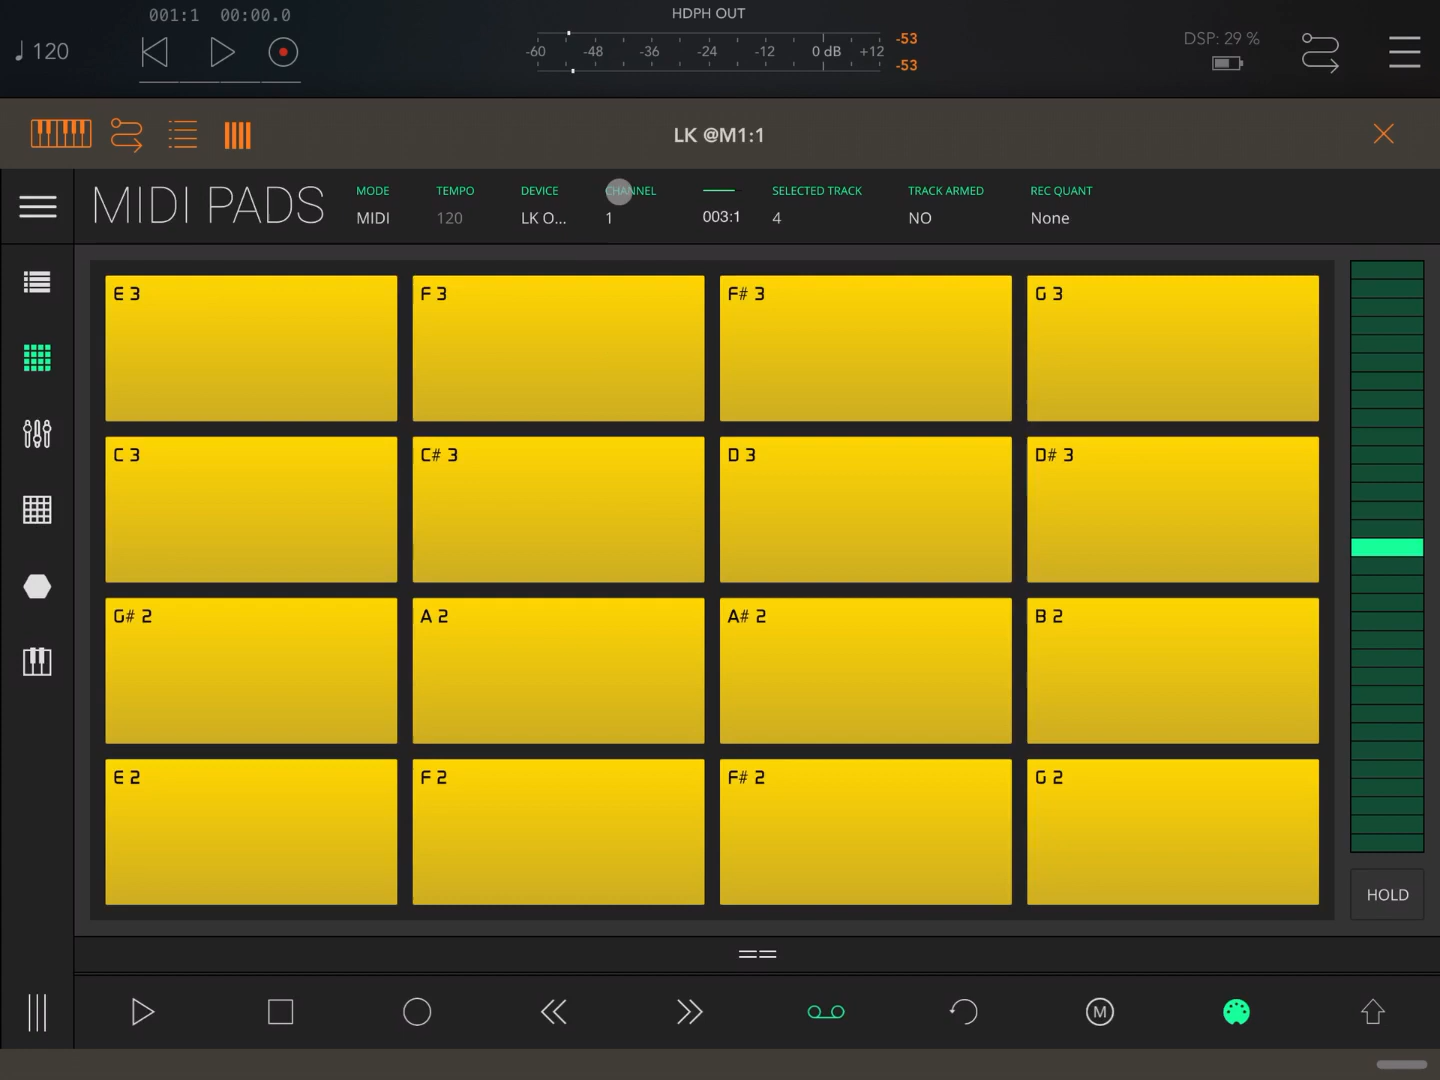 001:1 00:00.0
HDPH OUT
♩ 120
-60 -48 -36 -24 -12 0 dB +12
-53
-53
DSP: 29 %
LK @M1:1
MIDI PADS
MODE TEMPO DEVICE CHANNEL SELECTED TRACK TRACK ARMED REC QUANT
MIDI 120 LK O... 1 003:1 4 NO None
E 3 F 3 F# 3 G 3
C 3 C# 3 D 3 D# 3
G# 2 A 2 A# 2 B 2
E 2 F 2 F# 2 G 2
HOLD
M